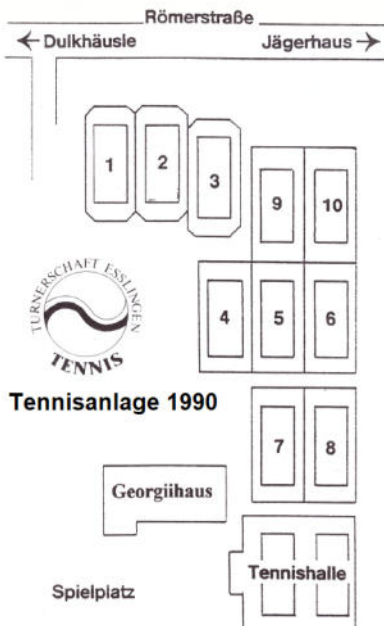 Römerstraße
← Dulkhäusle Jägerhaus →
1 2 3
9 10
4 5 6
TURNERSCHAFT ESSLINGEN
TENNIS
Tennisanlage 1990
7 8
Georgiihaus
Tennishalle
Spielplatz